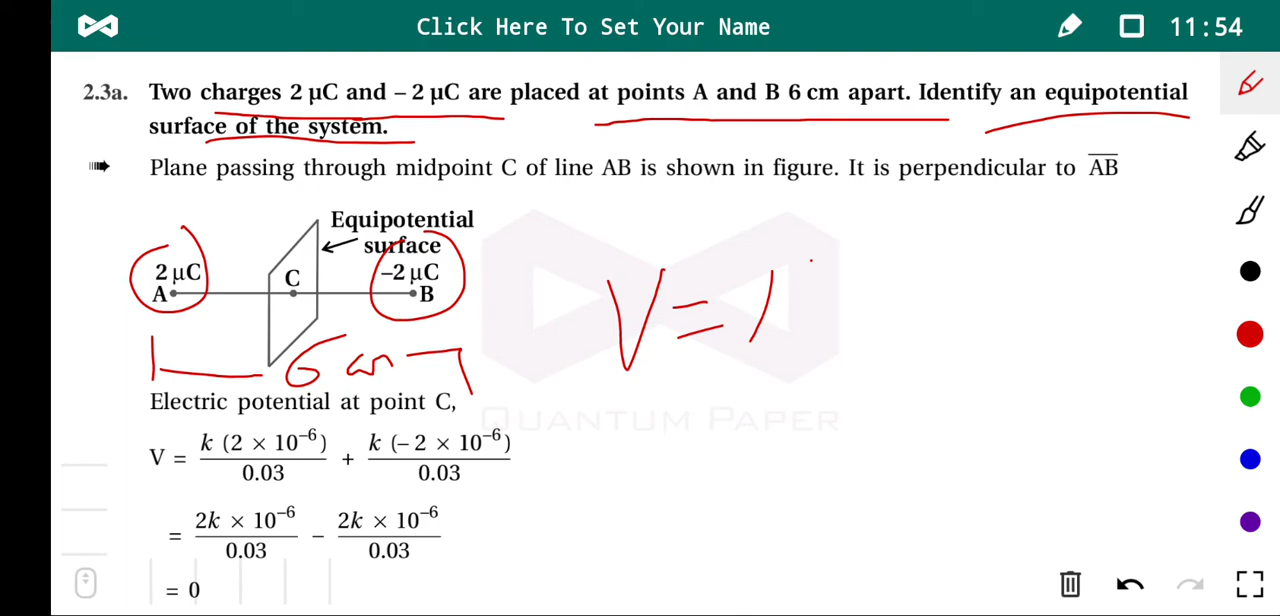 Click Here To Set Your Name
11:54
2.3a. Two charges 2 μC and – 2 μC are placed at points A and B 6 cm apart. Identify an equipotential
surface of the system.
➠ Plane passing through midpoint C of line AB is shown in figure. It is perpendicular to A̅B̅
Equipotential
surface
2 μC
C
–2 μC
A
B
V =
6 cm
QUANTUM PAPER
Electric potential at point C,
V = k (2 × 10⁻⁶) / 0.03 + k (– 2 × 10⁻⁶) / 0.03
= 2k × 10⁻⁶ / 0.03 – 2k × 10⁻⁶ / 0.03
= 0